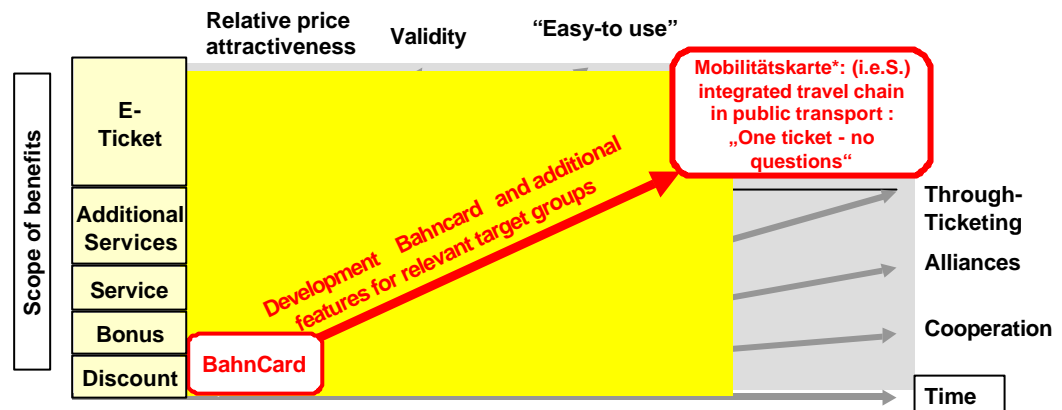 Relative price
attractiveness
Validity
“Easy-to use”
Scope of benefits
E-
Ticket
Additional
Services
Service
Bonus
Discount
Mobilitätskarte*: (i.e.S.)
integrated travel chain
in public transport :
„One ticket - no
questions“
Development Bahncard and additional
features for relevant target groups
BahnCard
Through-
Ticketing
Alliances
Cooperation
Time